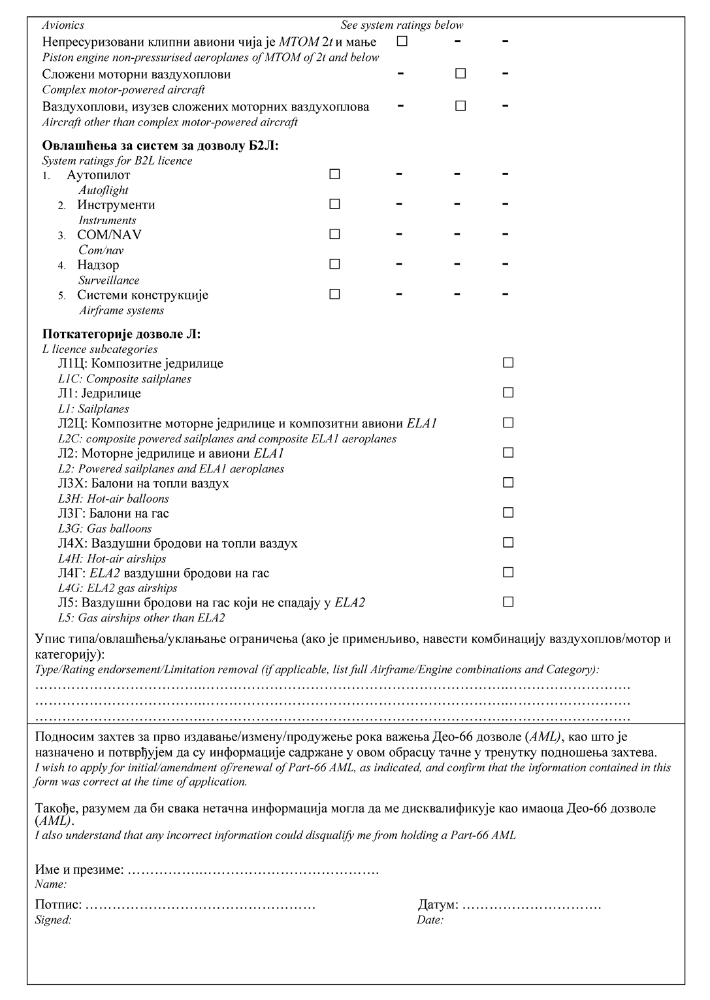 Avionics See system ratings below
Непресуризовани клипни авиони чија је MTOM 2t и мање □ - -
Piston engine non-pressurised aeroplanes of MTOM of 2t and below
Сложени моторни ваздухоплови - □ -
Complex motor-powered aircraft
Ваздухоплови, изузев сложених моторних ваздухоплова - □ -
Aircraft other than complex motor-powered aircraft
Овлашћења за систем за дозволу Б2Л:
System ratings for B2L licence
1. Аутопилот □ - - -
Autoflight
2. Инструменти □ - - -
Instruments
3. COM/NAV □ - - -
Com/nav
4. Надзор □ - - -
Surveillance
5. Системи конструкције □ - - -
Airframe systems
Поткатегорије дозволе Л:
L licence subcategories
Л1Ц: Композитне једрилице □
L1C: Composite sailplanes
Л1: Једрилице □
L1: Sailplanes
Л2Ц: Композитне моторне једрилице и композитни авиони ELA1 □
L2C: composite powered sailplanes and composite ELA1 aeroplanes
Л2: Моторне једрилице и авиони ELA1 □
L2: Powered sailplanes and ELA1 aeroplanes
Л3Х: Балони на топли ваздух □
L3H: Hot-air balloons
Л3Г: Балони на гас □
L3G: Gas balloons
Л4Х: Ваздушни бродови на топли ваздух □
L4H: Hot-air airships
Л4Г: ELA2 ваздушни бродови на гас □
L4G: ELA2 gas airships
Л5: Ваздушни бродови на гас који не спадају у ELA2 □
L5: Gas airships other than ELA2
Упис типа/овлашћења/уклањање ограничења (ако је применљиво, навести комбинацију ваздухоплов/мотор и
категорију):
Type/Rating endorsement/Limitation removal (if applicable, list full Airframe/Engine combinations and Category):
……………………………………………………………………………………………………………………………….
……………………………………………………………………………………………………………………………….
……………………………………………………………………………………………………………………………….
Подносим захтев за прво издавање/измену/продужење рока важења Део-66 дозволе (AML), као што је
назначено и потврђујем да су информације садржане у овом обрасцу тачне у тренутку подношења захтева.
I wish to apply for initial/amendment of/renewal of Part-66 AML, as indicated, and confirm that the information contained in this
form was correct at the time of application.
Такође, разумем да би свака нетачна информација могла да ме дисквалификује као имаоца Део-66 дозволе
(AML).
I also understand that any incorrect information could disqualify me from holding a Part-66 AML
Име и презиме: …………………………………………………….
Name:
Потпис: …………………………………………… Датум: ………………………….
Signed: Date: